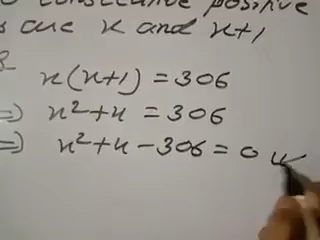 consecutive positive
are x and x+1
x(x+1) = 306
=> x²+x = 306
=> x²+x-306 = 0